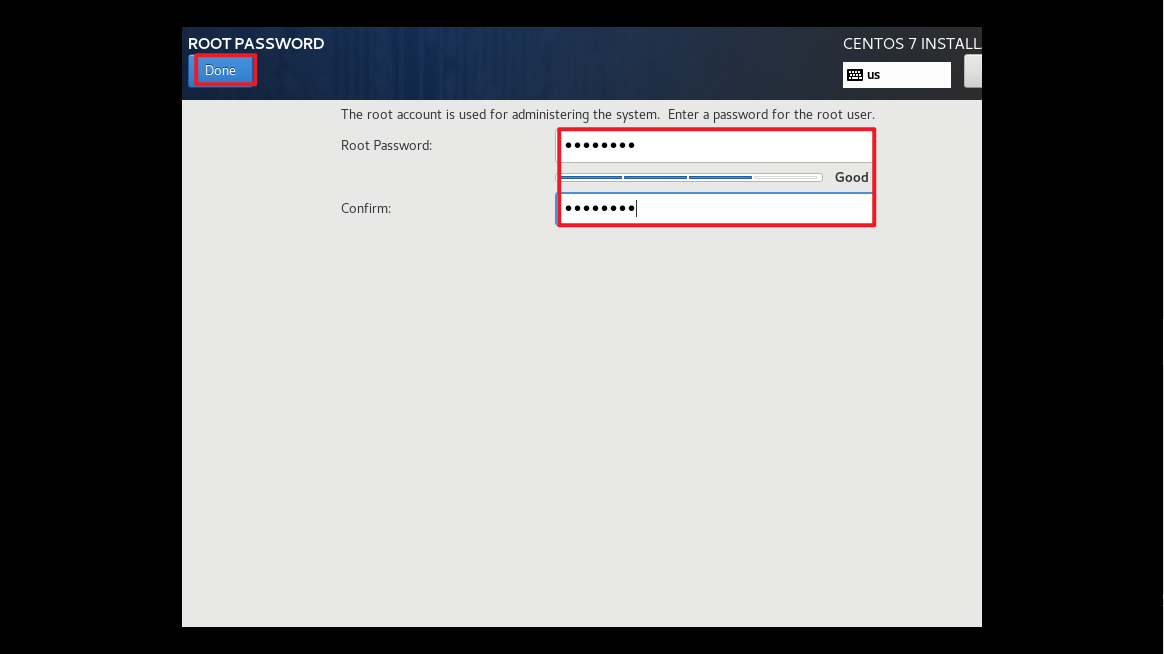 ROOT PASSWORD
CENTOS 7 INSTALL
Done
us
The root account is used for administering the system.  Enter a password for the root user.
Root Password:
••••••••
Good
Confirm:
••••••••